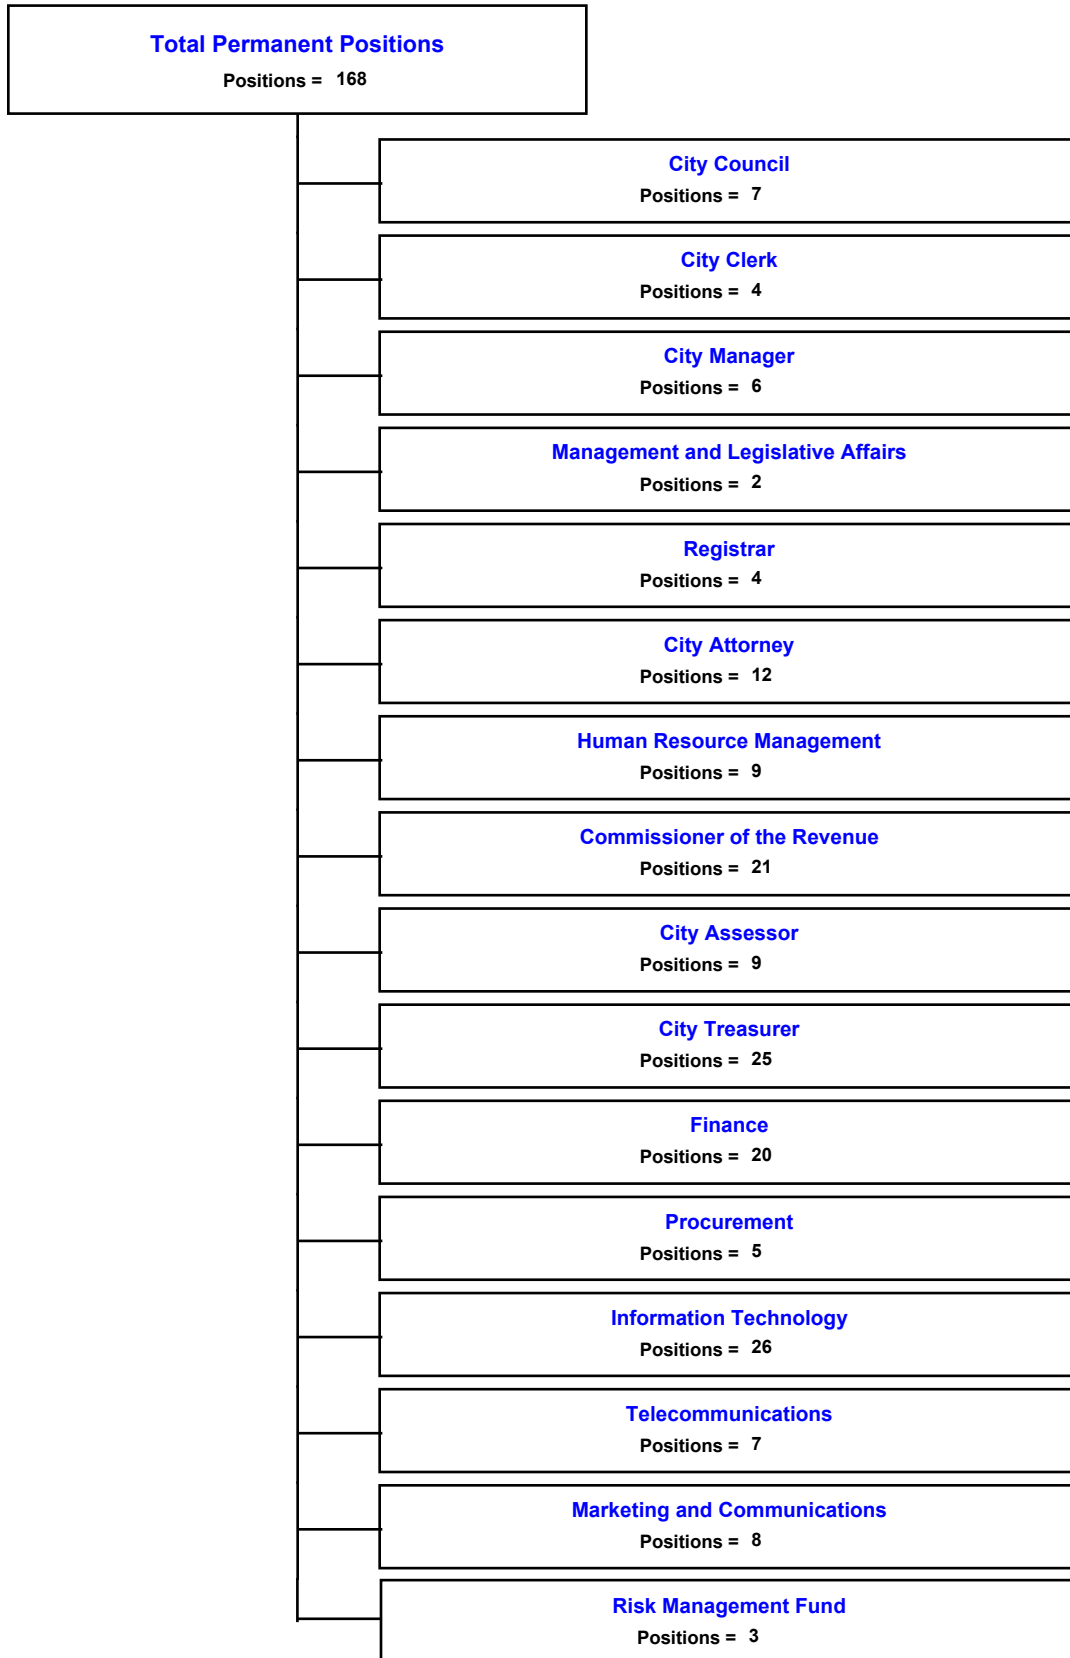 Total Permanent Positions
Positions = 168
City Council
Positions = 7
City Clerk
Positions = 4
City Manager
Positions = 6
Management and Legislative Affairs
Positions = 2
Registrar
Positions = 4
City Attorney
Positions = 12
Human Resource Management
Positions = 9
Commissioner of the Revenue
Positions = 21
City Assessor
Positions = 9
City Treasurer
Positions = 25
Finance
Positions = 20
Procurement
Positions = 5
Information Technology
Positions = 26
Telecommunications
Positions = 7
Marketing and Communications
Positions = 8
Risk Management Fund
Positions = 3